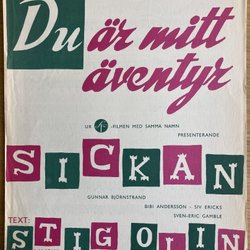 Du är mitt
äventyr
UR AF-FILMEN MED SAMMA NAMN
PRESENTERANDE
SICKAN
GUNNAR BJÖRNSTRAND
BIBI ANDERSSON - SIV ERICKS
SVEN-ERIC GAMBLE
TEXT:
STIG OLIN